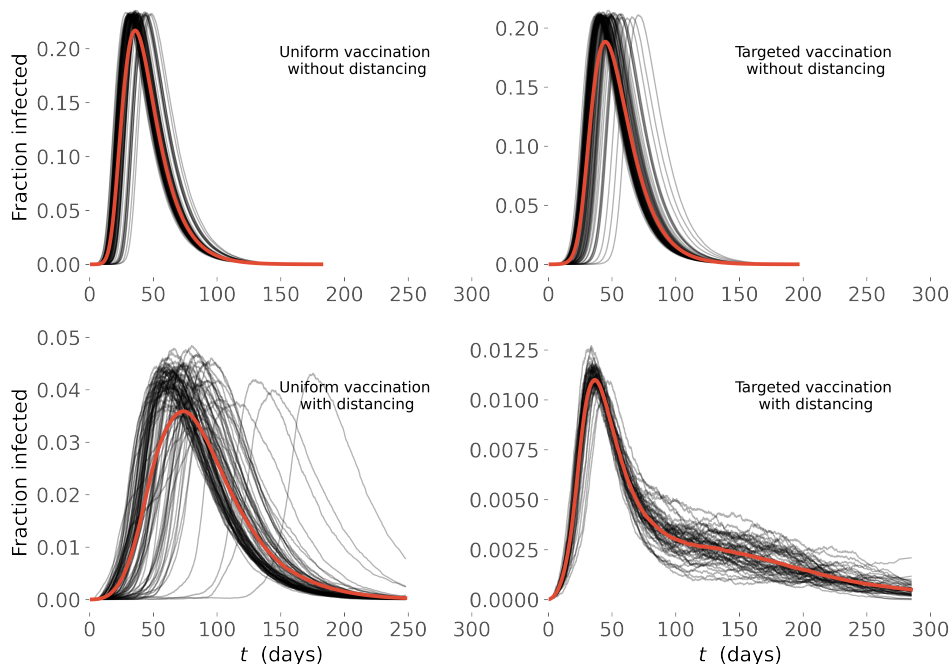 Fraction infected
0.20
0.15
0.10
0.05
0.00
0 50 100 150 200 250 300
Uniform vaccination
without distancing
0.20
0.15
0.10
0.05
0.00
0 50 100 150 200 250 300
Targeted vaccination
without distancing
Fraction infected
0.05
0.04
0.03
0.02
0.01
0.00
0 50 100 150 200 250 300
t (days)
Uniform vaccination
with distancing
0.0125
0.0100
0.0075
0.0050
0.0025
0.0000
0 50 100 150 200 250 300
t (days)
Targeted vaccination
with distancing